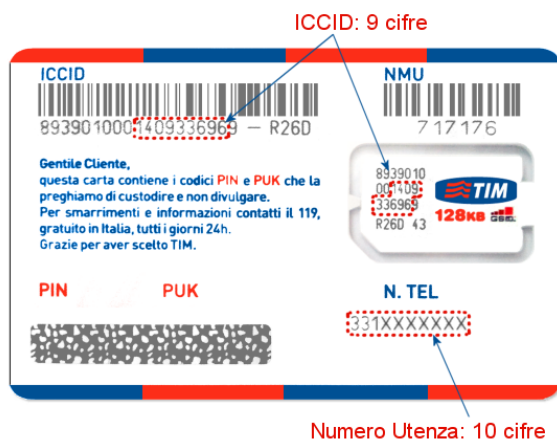 ICCID: 9 cifre
ICCID
NMU
8939010001409336969 – R26D
717176
Gentile Cliente,
questa carta contiene i codici PIN e PUK che la
preghiamo di custodire e non divulgare.
Per smarrimenti e informazioni contatti il 119,
gratuito in Italia, tutti i giorni 24h.
Grazie per aver scelto TIM.
8939010
001409
336969
R26D 43
TIM
128KB
PIN
PUK
N. TEL
331XXXXXXX
Numero Utenza: 10 cifre